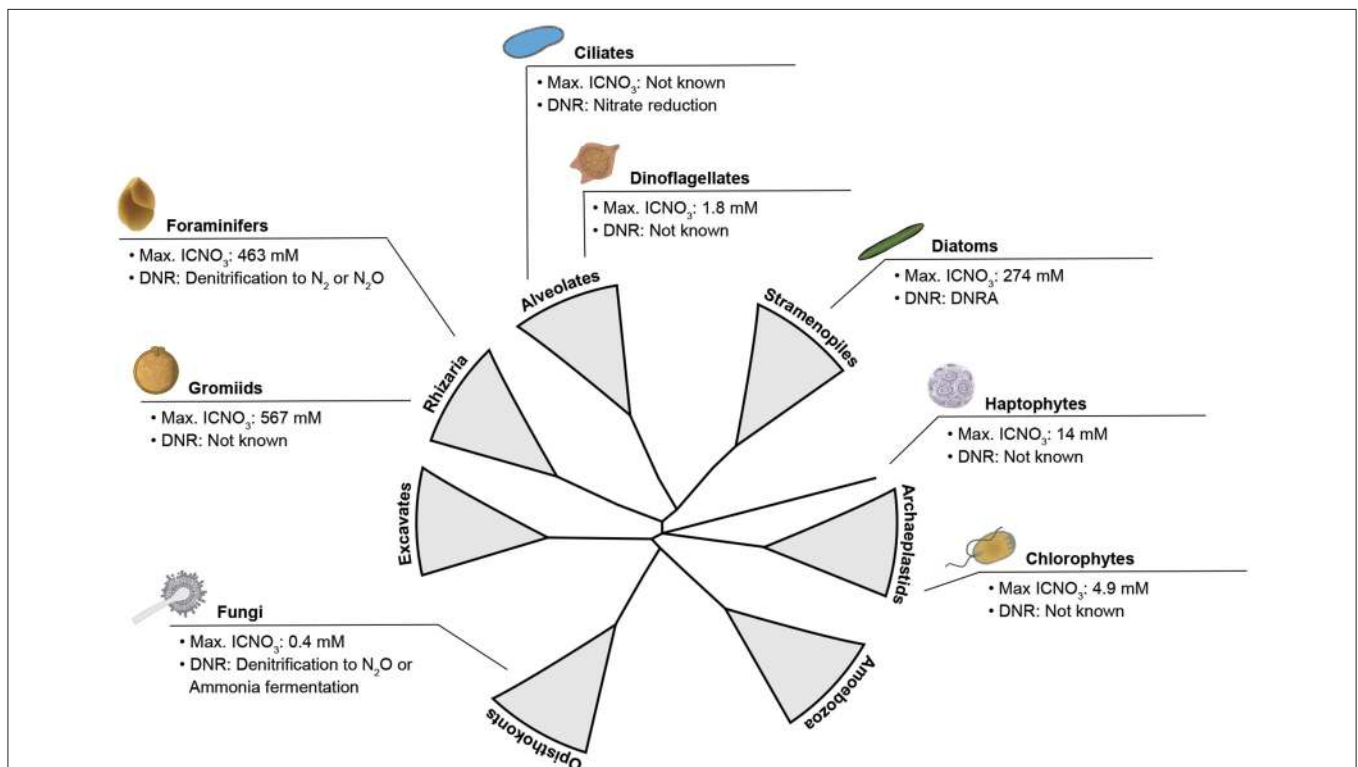 Ciliates
• Max. ICNO₃: Not known
• DNR: Nitrate reduction
Dinoflagellates
• Max. ICNO₃: 1.8 mM
• DNR: Not known
Foraminifers
• Max. ICNO₃: 463 mM
• DNR: Denitrification to N₂ or N₂O
Diatoms
• Max. ICNO₃: 274 mM
• DNR: DNRA
Gromiids
• Max. ICNO₃: 567 mM
• DNR: Not known
Haptophytes
• Max. ICNO₃: 14 mM
• DNR: Not known
Chlorophytes
• Max ICNO₃: 4.9 mM
• DNR: Not known
Fungi
• Max. ICNO₃: 0.4 mM
• DNR: Denitrification to N₂O or
Ammonia fermentation
Alveolates
Stramenopiles
Rhizaria
Excavates
Archaeplastids
Amoebozoa
Opisthokonts